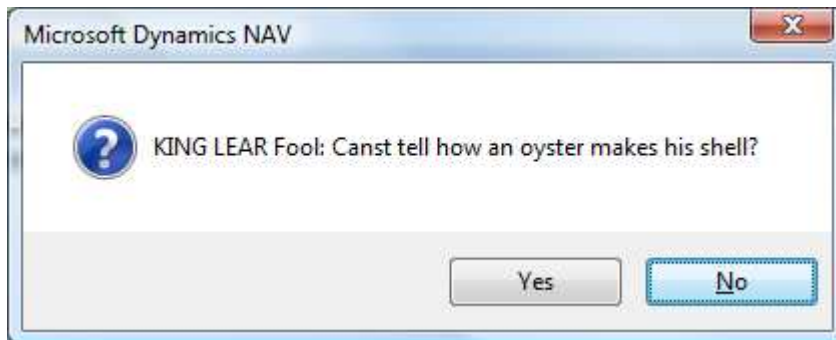 Microsoft Dynamics NAV
KING LEAR Fool: Canst tell how an oyster makes his shell?
Yes
No